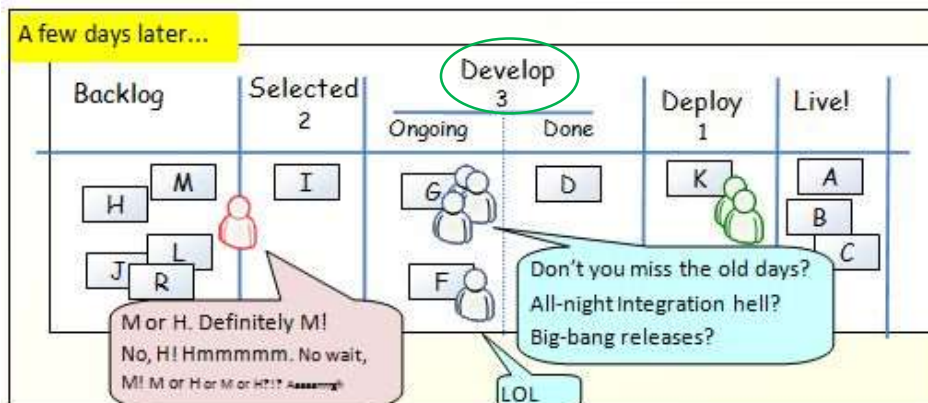 A few days later...
Backlog
Selected
2
Develop
3
Ongoing
Done
Deploy
1
Live!
H
M
J
L
R
I
G
F
D
K
A
B
C
M or H. Definitely M!
No, H! Hmmmmm. No wait,
M! M or H or M or H?!?
Don't you miss the old days?
All-night Integration hell?
Big-bang releases?
LOL